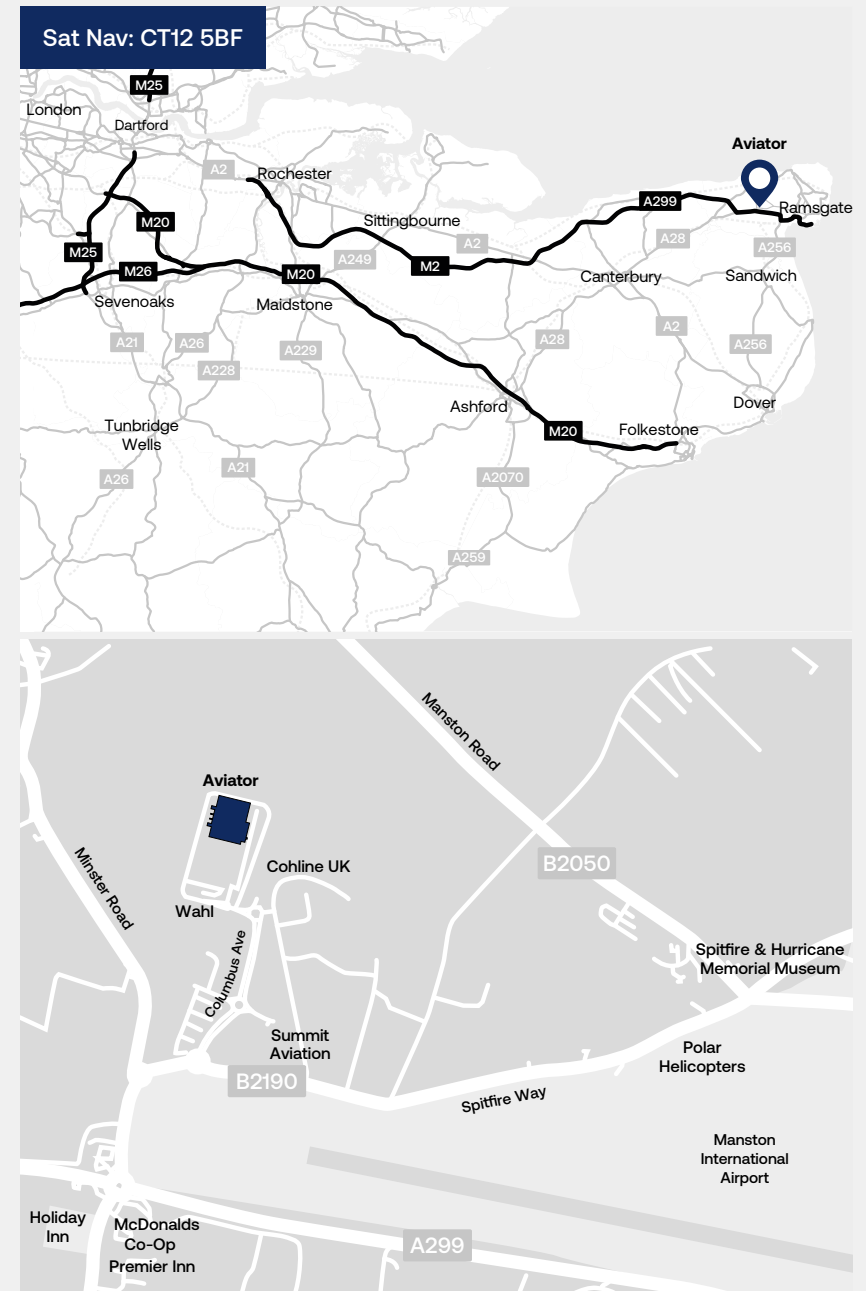 Sat Nav: CT12 5BF
M25
London
Dartford
Aviator
A2
Rochester
A299
Ramsgate
M20
Sittingbourne
A28
A256
M25
A249
A2
M26
M20
M2
Canterbury
Sandwich
Sevenoaks
Maidstone
A21
A26
A229
A28
A2
A256
A228
Ashford
Dover
Tunbridge
Wells
M20
Folkestone
A26
A21
A2070
A259
Manston Road
Aviator
Minster Road
Cohline UK
B2050
Wahl
Columbus Ave
Spitfire & Hurricane
Memorial Museum
Summit
Aviation
Polar
Helicopters
B2190
Spitfire Way
Manston
International
Airport
Holiday
Inn
McDonalds
Co-Op
Premier Inn
A299